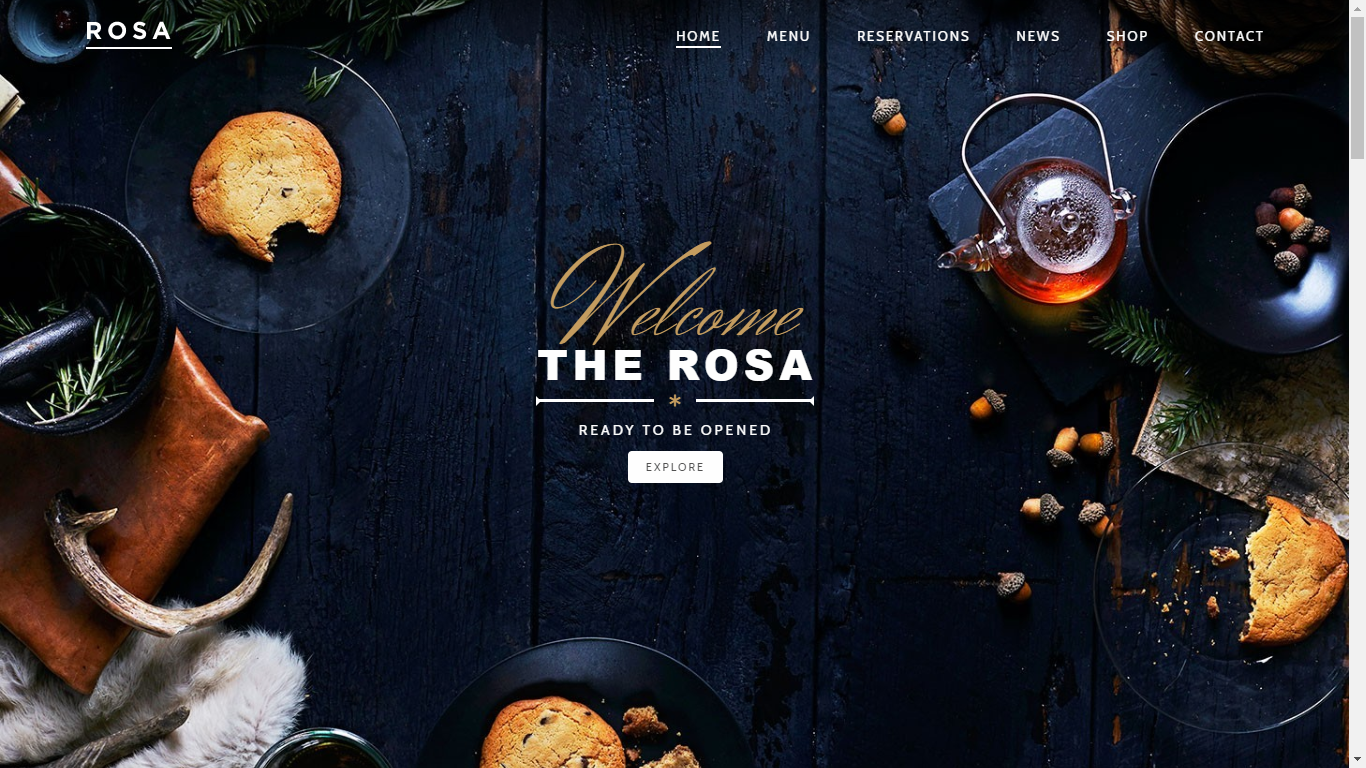 ROSA
HOME MENU RESERVATIONS NEWS SHOP CONTACT
Welcome
THE ROSA
READY TO BE OPENED
EXPLORE